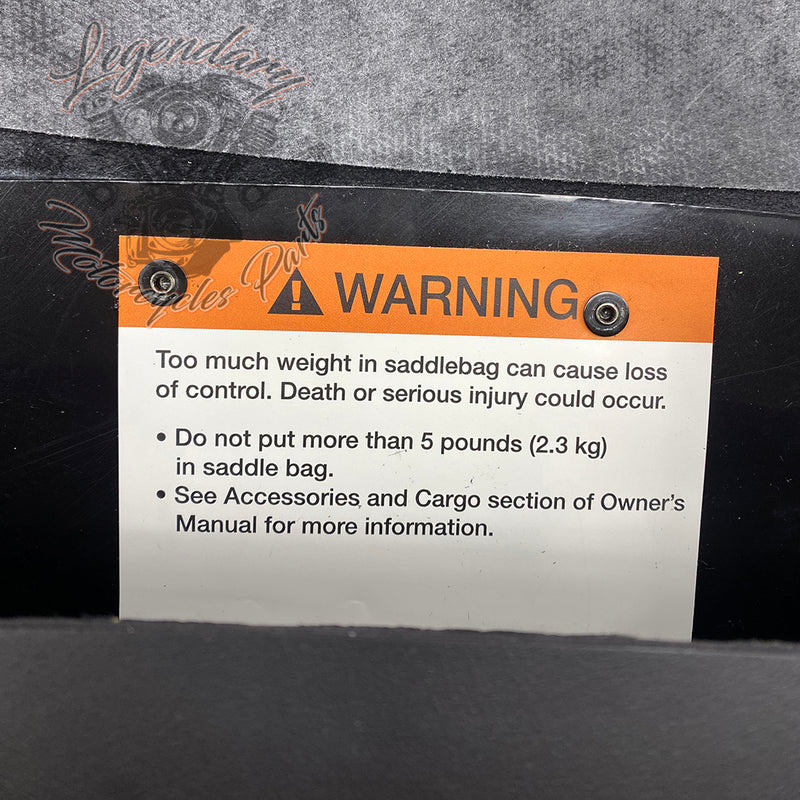 Legendary
Motorcycles Parts
WARNING
Too much weight in saddlebag can cause loss
of control. Death or serious injury could occur.
• Do not put more than 5 pounds (2.3 kg)
in saddle bag.
• See Accessories and Cargo section of Owner's
Manual for more information.